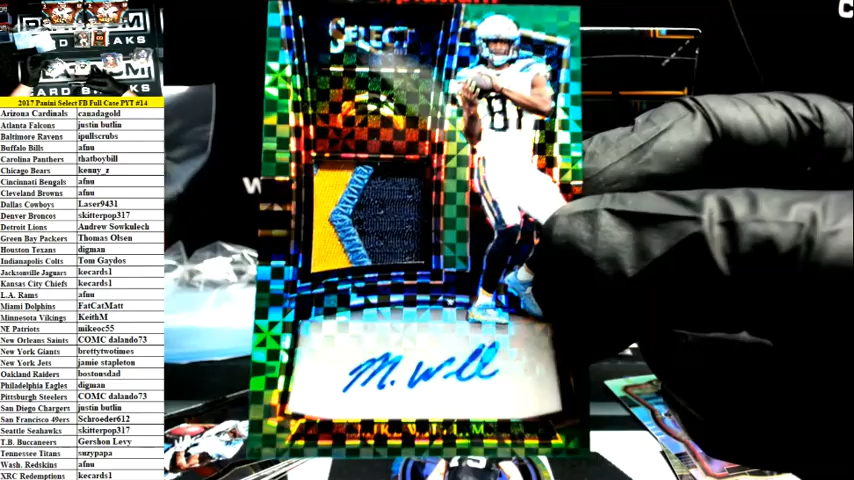 2017 Panini Select FB Full Case PYT #14
Arizona Cardinals canadagold
Atlanta Falcons justin butlin
Baltimore Ravens ipullscrubs
Buffalo Bills afnu
Carolina Panthers thatboybill
Chicago Bears kenny_z
Cincinnati Bengals afnu
Cleveland Browns afnu
Dallas Cowboys Laser9431
Denver Broncos skitterpop317
Detroit Lions Andrew Sowkulech
Green Bay Packers Thomas Olsen
Houston Texans digman
Indianapolis Colts Tom Gaydos
Jacksonville Jaguars kecards1
Kansas City Chiefs kecards1
L.A. Rams afnu
Miami Dolphins FatCatMatt
Minnesota Vikings KeithM
NE Patriots mikeoc55
New Orleans Saints COMC dalando73
New York Giants brettytwotimes
New York Jets jamie stapleton
Oakland Raiders bostonsdad
Philadelphia Eagles digman
Pittsburgh Steelers COMC dalando73
San Diego Chargers justin butlin
San Francisco 49ers Schroeder612
Seattle Seahawks skitterpop317
T.B. Buccaneers Gershon Levy
Tennessee Titans suzypapa
Wash. Redskins afnu
XRC Redemptions kecards1
SELECT
81
M. Will